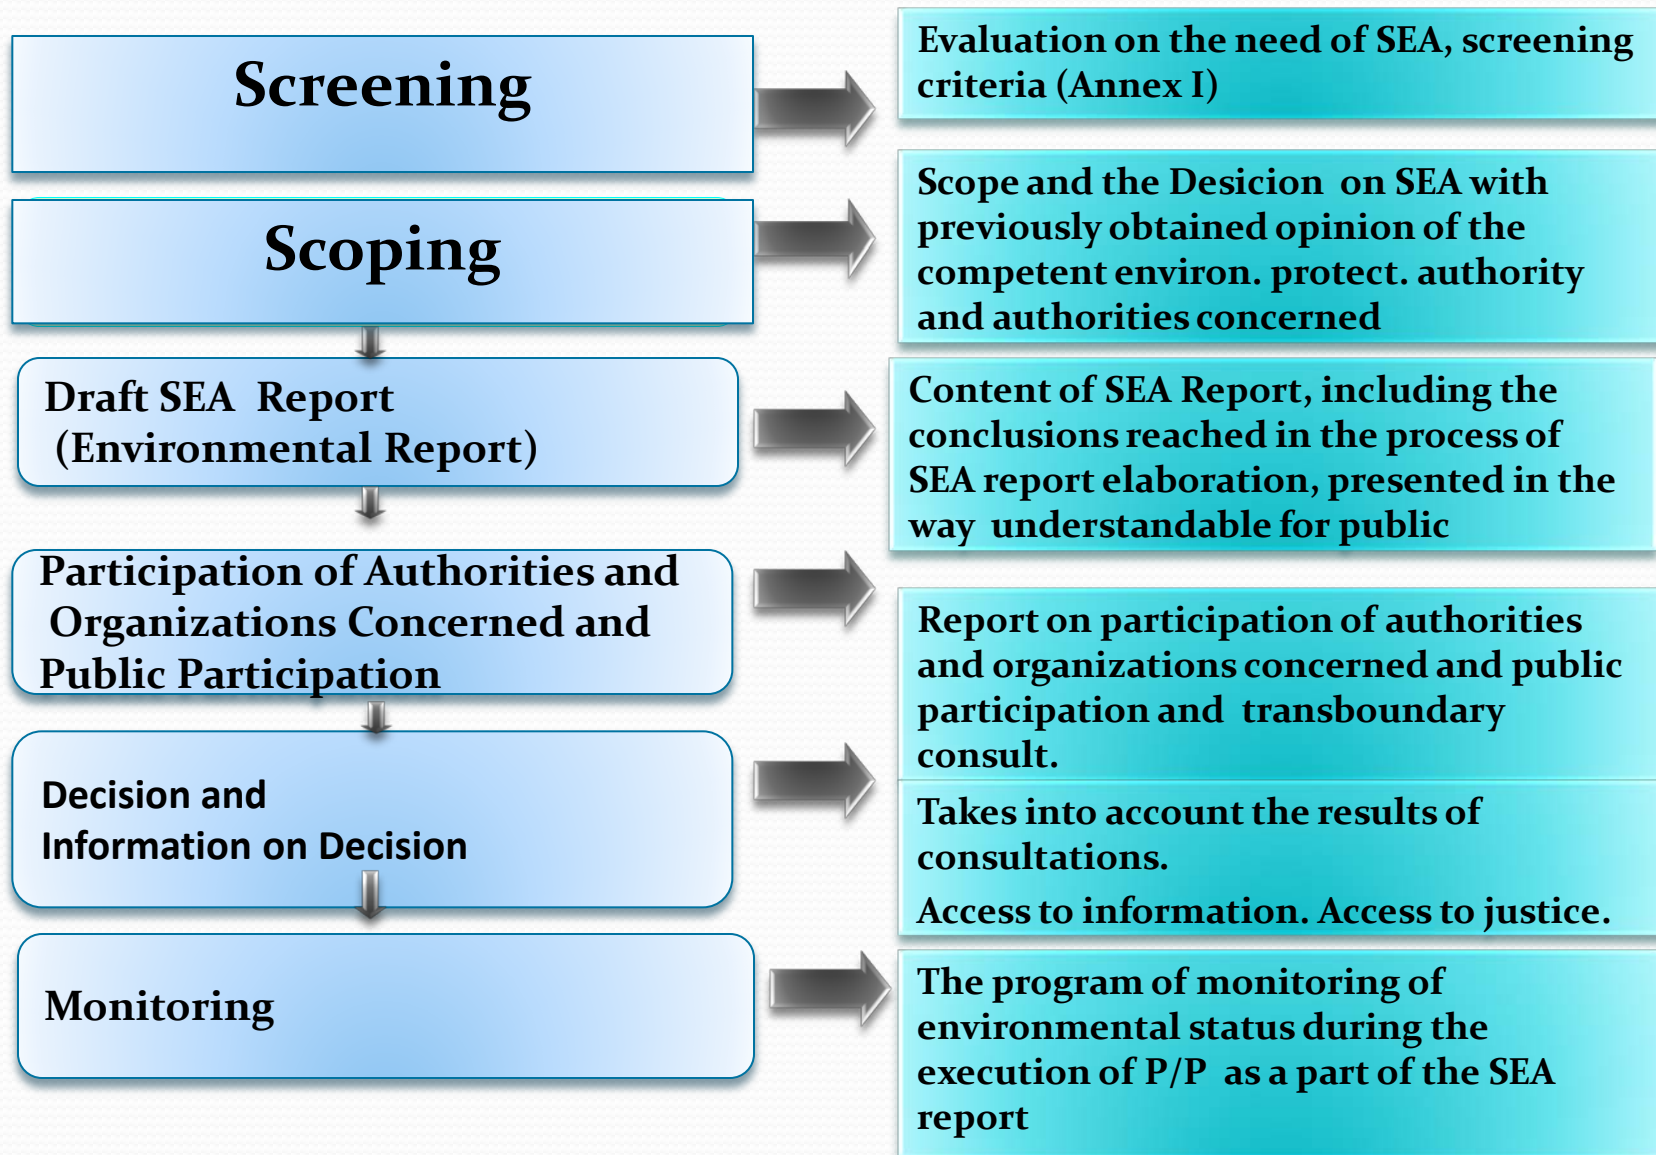 Screening
Evaluation on the need of SEA, screening
criteria (Annex I)
Scoping
Scope and the Desicion on SEA with
previously obtained opinion of the
competent environ. protect. authority
and authorities concerned
Draft SEA Report
(Environmental Report)
Content of SEA Report, including the
conclusions reached in the process of
SEA report elaboration, presented in the
way understandable for public
Participation of Authorities and
Organizations Concerned and
Public Participation
Report on participation of authorities
and organizations concerned and public
participation and transboundary
consult.
Decision and
Information on Decision
Takes into account the results of
consultations.
Access to information. Access to justice.
Monitoring
The program of monitoring of
environmental status during the
execution of P/P as a part of the SEA
report